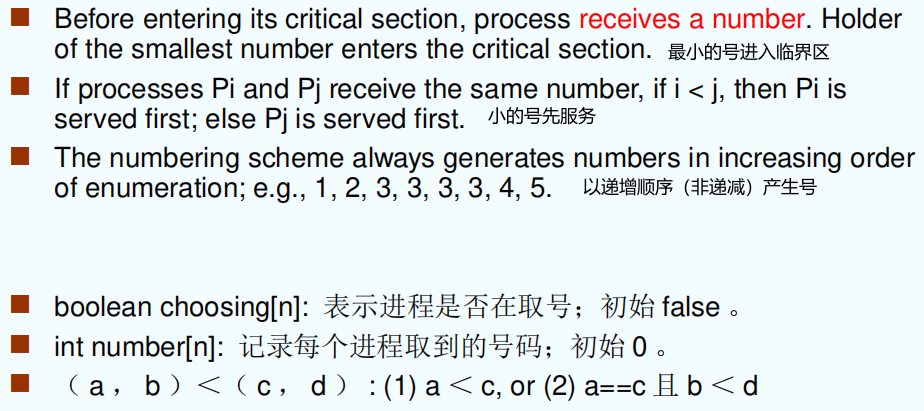 Before entering its critical section, process receives a number. Holder
of the smallest number enters the critical section. 最小的号进入临界区
If processes Pi and Pj receive the same number, if i < j, then Pi is
served first; else Pj is served first. 小的号先服务
The numbering scheme always generates numbers in increasing order
of enumeration; e.g., 1, 2, 3, 3, 3, 3, 4, 5. 以递增顺序（非递减）产生号
boolean choosing[n]: 表示进程是否在取号；初始 false 。
int number[n]: 记录每个进程取到的号码；初始 0 。
（ a ， b ）＜（ c ， d ） : (1) a ＜ c, or (2) a==c 且 b ＜ d